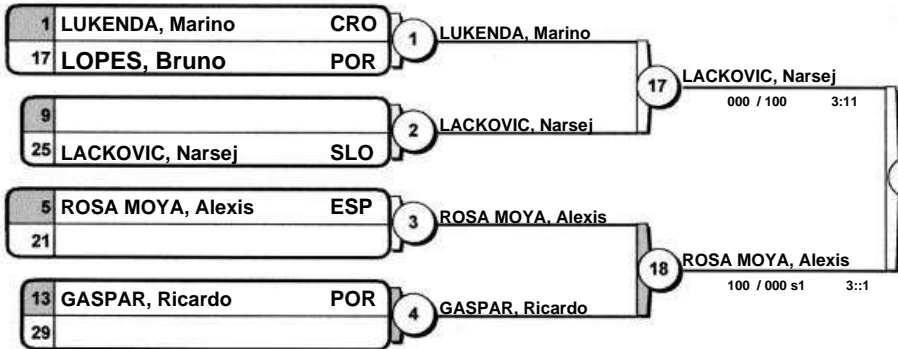 1 LUKENDA, Marino CRO
17 LOPES, Bruno POR
1 LUKENDA, Marino
17 LACKOVIC, Narsej
000 / 100 3:11
9
25 LACKOVIC, Narsej SLO
2 LACKOVIC, Narsej
5 ROSA MOYA, Alexis ESP
21
3 ROSA MOYA, Alexis
18 ROSA MOYA, Alexis
100 / 000 s1 3::1
13 GASPAR, Ricardo POR
29
4 GASPAR, Ricardo